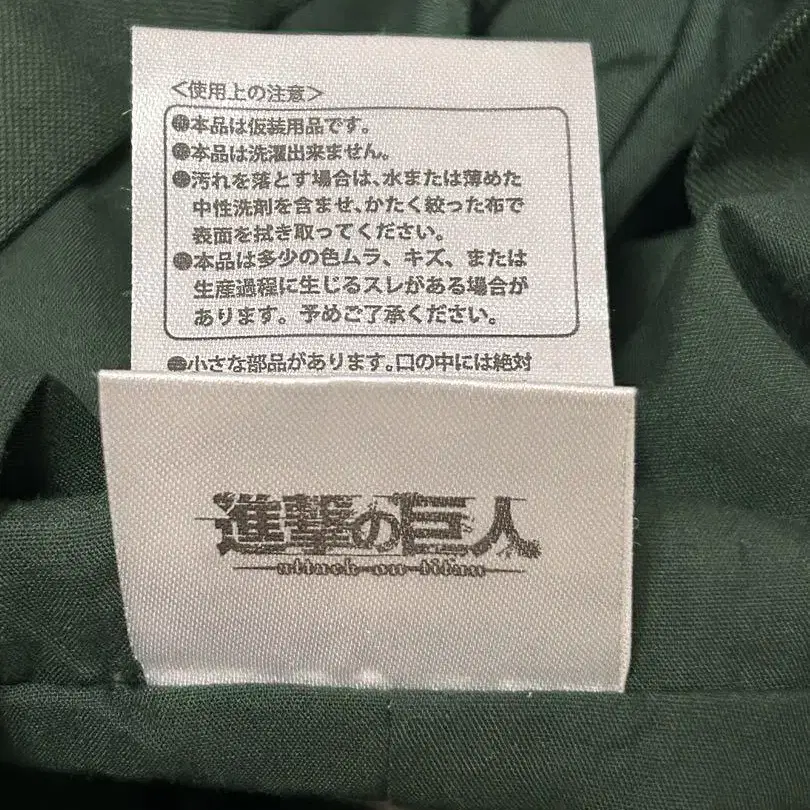 <使用上の注意>
●本品は仮装用品です。
●本品は洗濯出来ません。
●汚れを落とす場合は、水または薄めた
中性洗剤を含ませ、かたく絞った布で
表面を拭き取ってください。
●本品は多少の色ムラ、キズ、または
生産過程に生じるスレがある場合が
あります。予めご了承ください。
●小さな部品があります。口の中には絶対
進撃の巨人
attack on titan